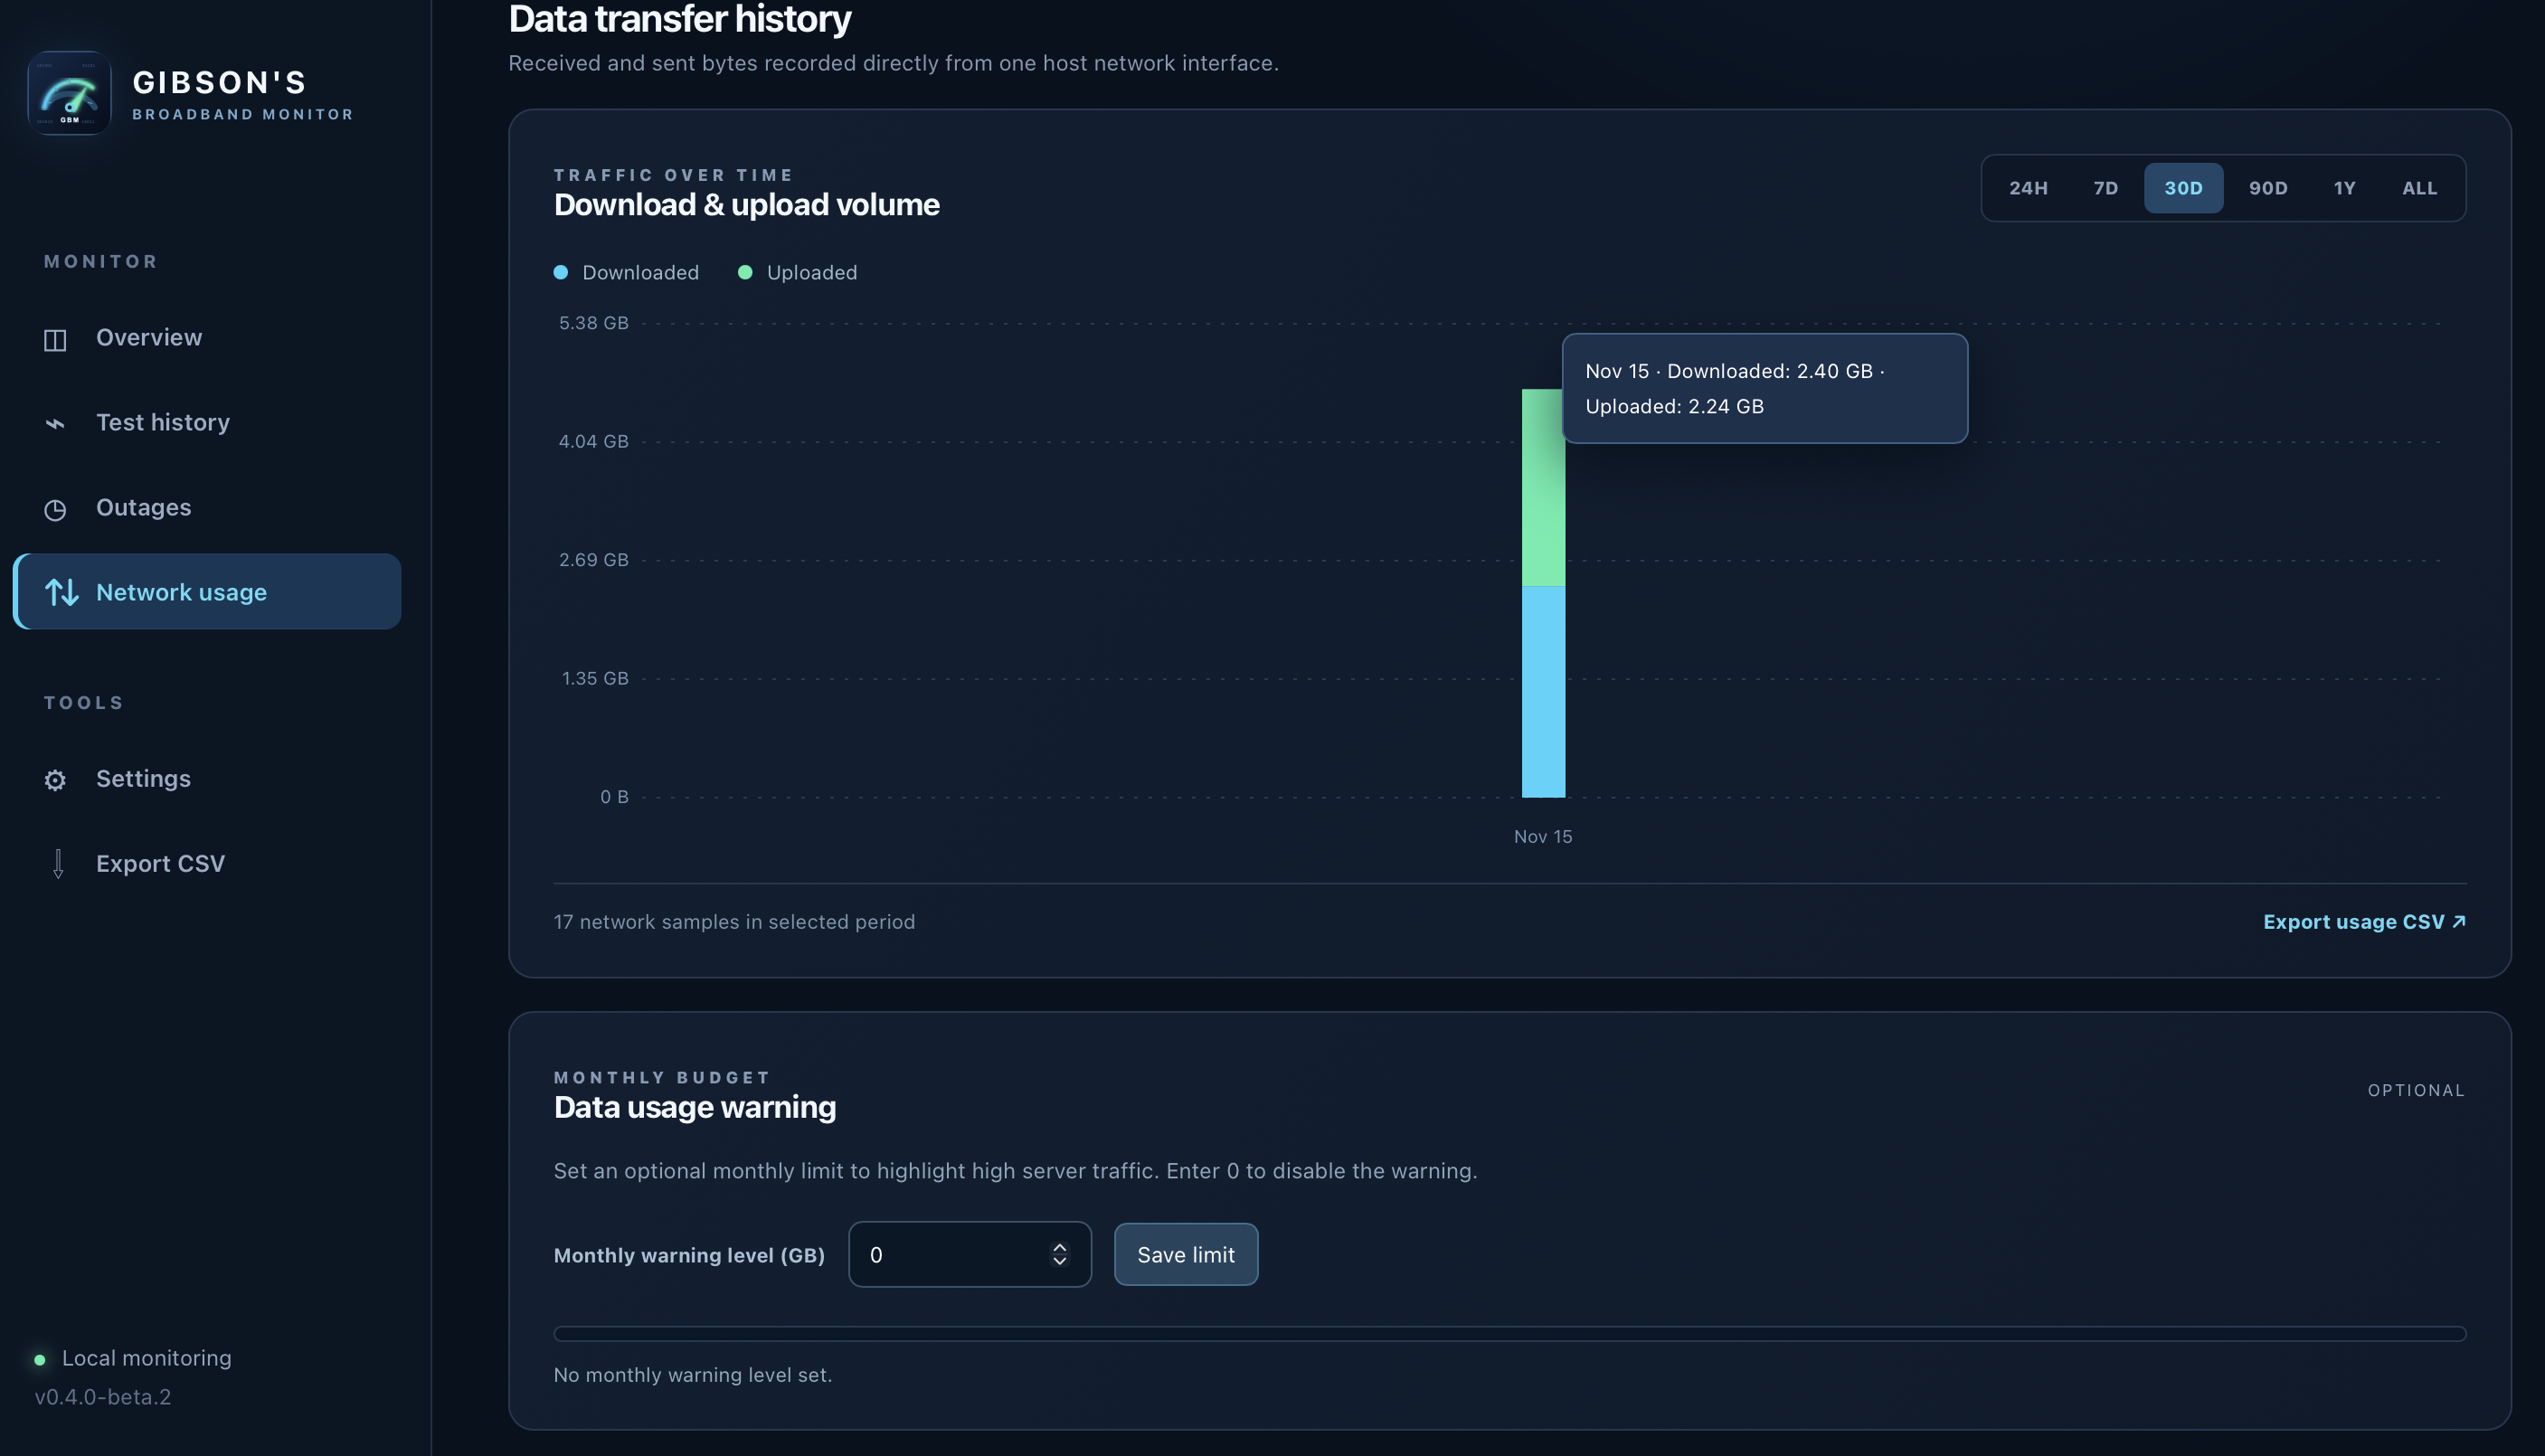 GIBSON'S
BROADBAND MONITOR
GBM
MONITOR
Overview
Test history
Outages
Network usage
TOOLS
Settings
Export CSV
Local monitoring
v0.4.0-beta.2
Data transfer history
Received and sent bytes recorded directly from one host network interface.
TRAFFIC OVER TIME
Download & upload volume
24H 7D 30D 90D 1Y ALL
Downloaded Uploaded
5.38 GB
Nov 15 · Downloaded: 2.40 GB ·
Uploaded: 2.24 GB
4.04 GB
2.69 GB
1.35 GB
0 B
Nov 15
17 network samples in selected period
Export usage CSV ↗
MONTHLY BUDGET
Data usage warning
OPTIONAL
Set an optional monthly limit to highlight high server traffic. Enter 0 to disable the warning.
Monthly warning level (GB) 0 Save limit
No monthly warning level set.